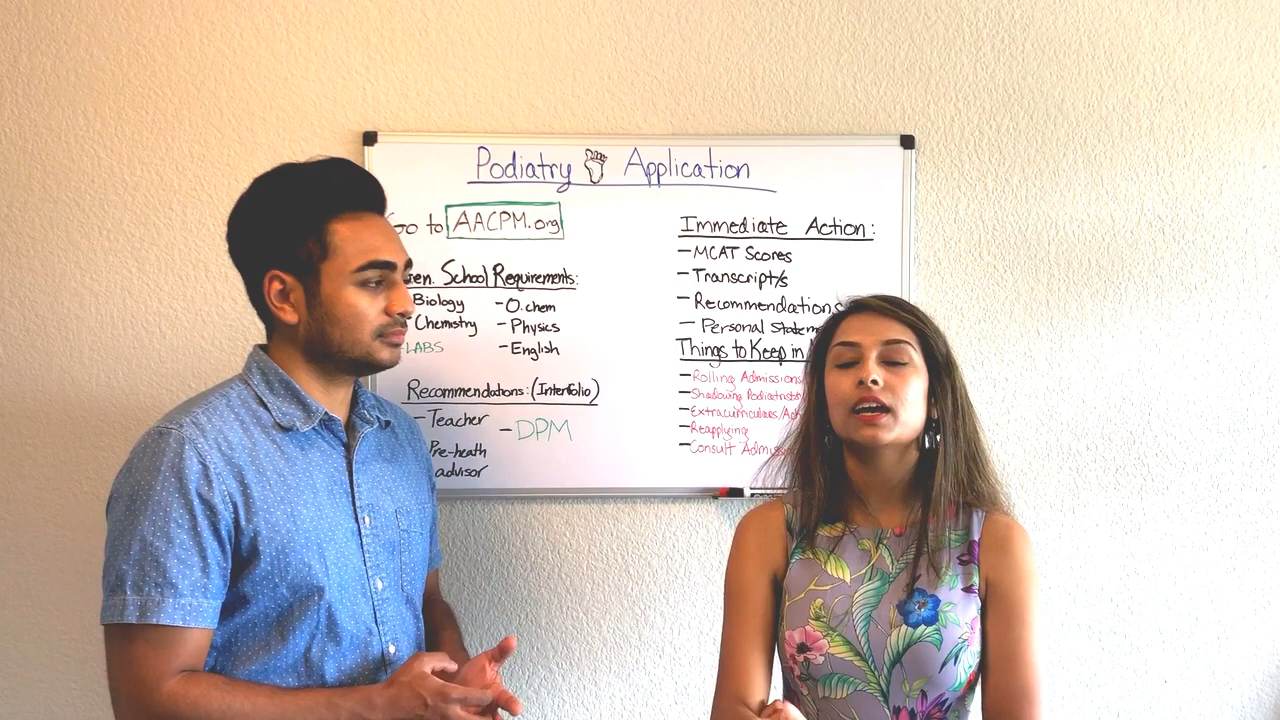 Podiatry Application
Go to AACPM.org
Gen. School Requirements:
Biology - O.chem
- Chemistry - Physics
- LABS - English
Recommendations: (Interfolio)
- Teacher
- DPM
Pre-heath
advisor
Immediate Action:
- MCAT Scores
- Transcript/s
- Recommendations
- Personal Statem
Things to Keep in
- Rolling Admissions
- Shadowing Podiatrists
- Extracurriculars/Act
- Reapplying
- Consult Admiss